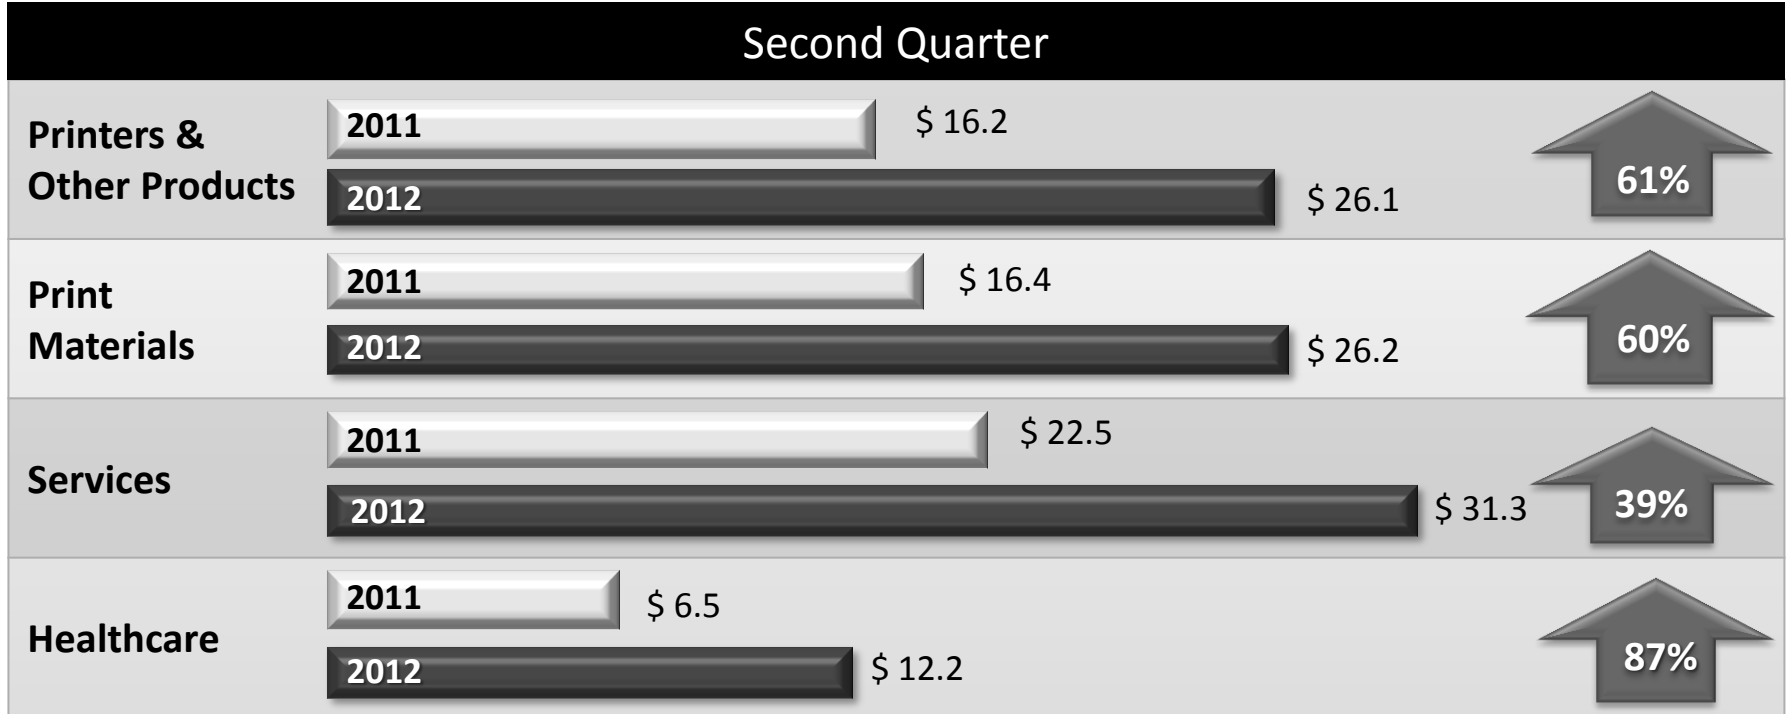 Second Quarter
Printers &
Other Products
2011
$ 16.2
2012
$ 26.1
61%
Print
Materials
2011
$ 16.4
2012
$ 26.2
60%
Services
2011
$ 22.5
2012
$ 31.3
39%
Healthcare
2011
$ 6.5
2012
$ 12.2
87%